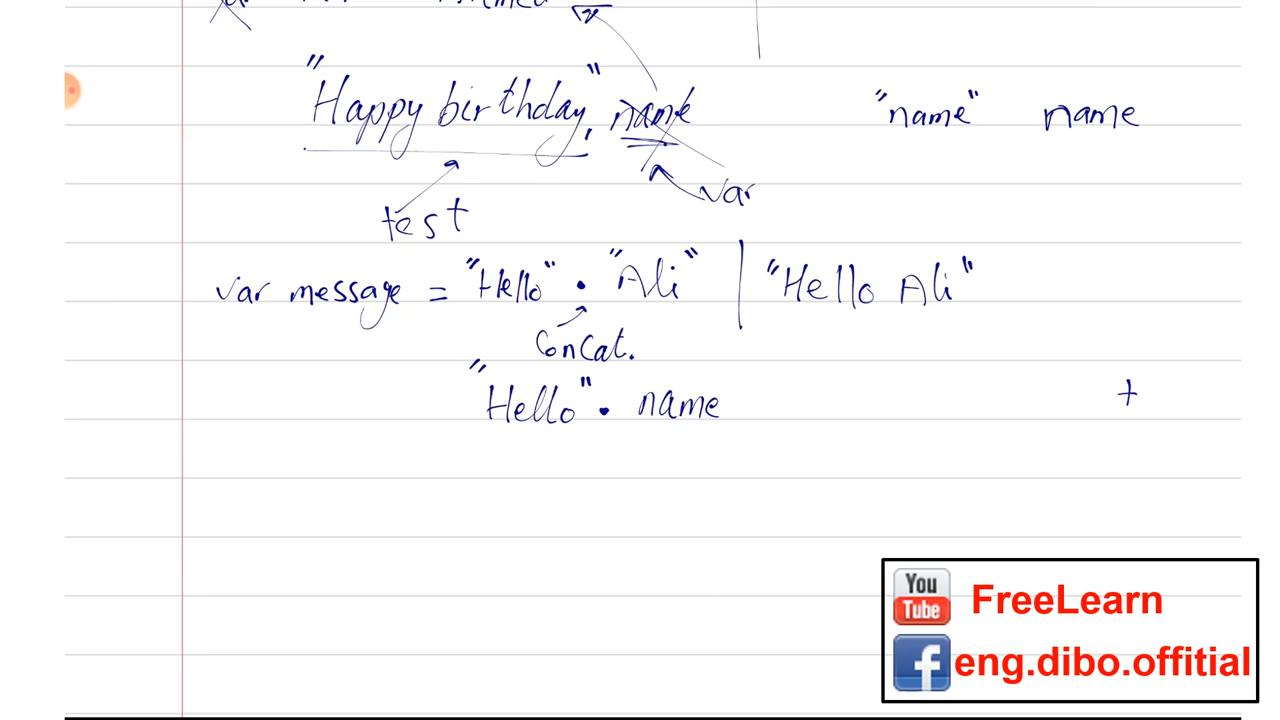 "Happy birthday," name "name" name
var
test
var message = "Hello" . "Ali" | "Hello Ali"
Concat.
"Hello" . name +
You Tube FreeLearn
f eng.dibo.offitial